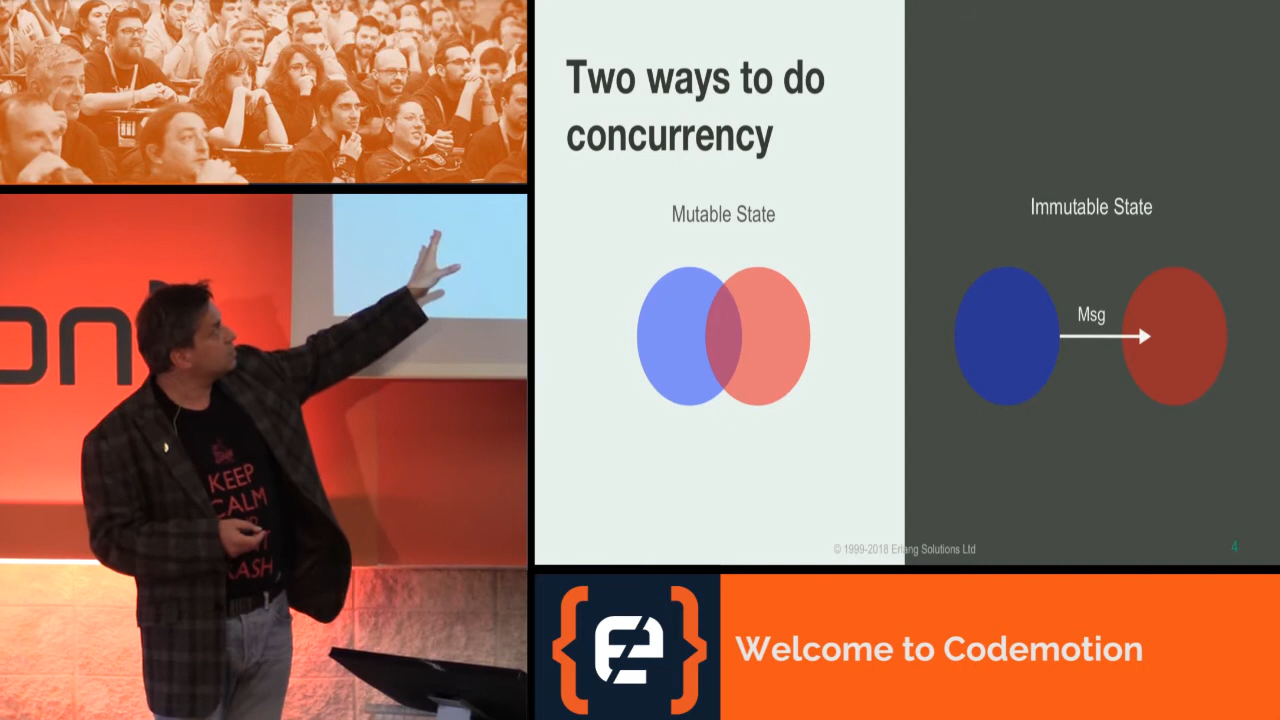 Two ways to do
concurrency
Mutable State
Immutable State
Msg
© 1999-2018 Erlang Solutions Ltd
4
KEEP
CALM
Welcome to Codemotion